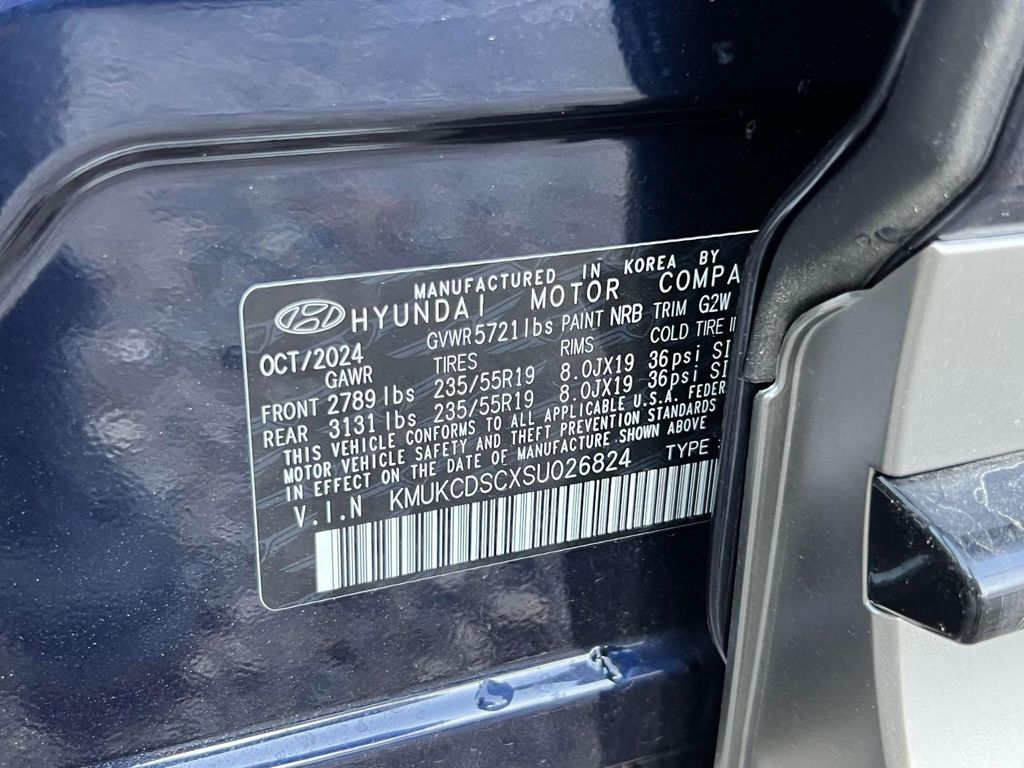 MANUFACTURED IN KOREA BY
HYUNDAI MOTOR COMPA
OCT/2024 GVWR 5721lbs PAINT NRB TRIM G2W
GAWR TIRES RIMS COLD TIRE
FRONT 2789 lbs 235/55R19 8.0JX19 36psi SI
REAR 3131 lbs 235/55R19 8.0JX19 36psi SI
THIS VEHICLE CONFORMS TO ALL APPLICABLE U.S.A. FEDER
MOTOR VEHICLE SAFETY AND THEFT PREVENTION STANDARDS
IN EFFECT ON THE DATE OF MANUFACTURE SHOWN ABOVE
V.I.N KMUKCDSCXSU026824 TYPE